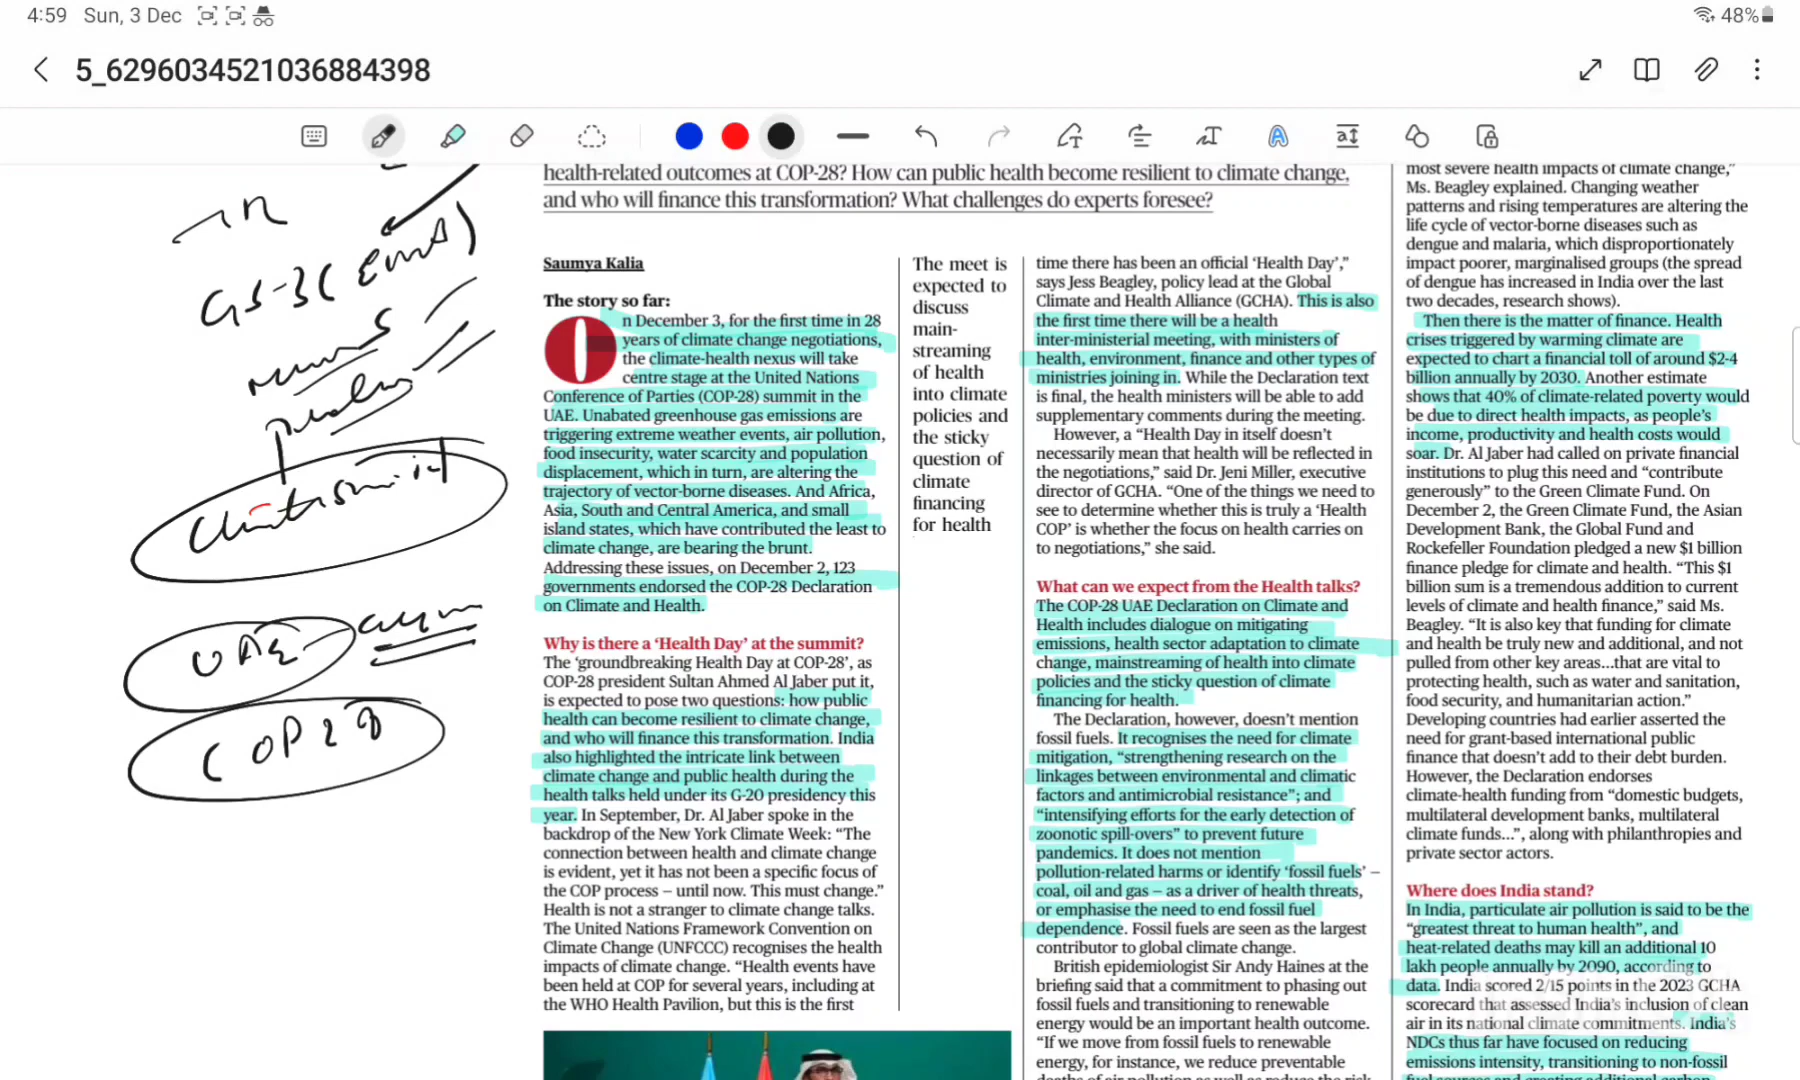 4:59 Sun, 3 Dec
48%
5_6296034521036884398
GS-3(
UAE
COP28
health-related outcomes at COP-28? How can public health become resilient to climate change,
and who will finance this transformation? What challenges do experts foresee?
Saumya Kalia
The story so far:
On December 3, for the first time in 28
years of climate change negotiations,
the climate-health nexus will take
centre stage at the United Nations
Conference of Parties (COP-28) summit in the
UAE. Unabated greenhouse gas emissions are
triggering extreme weather events, air pollution,
food insecurity, water scarcity and population
displacement, which in turn, are altering the
trajectory of vector-borne diseases. And Africa,
Asia, South and Central America, and small
island states, which have contributed the least to
climate change, are bearing the brunt.
Addressing these issues, on December 2, 123
governments endorsed the COP-28 Declaration
on Climate and Health.
Why is there a ‘Health Day’ at the summit?
The ‘groundbreaking Health Day at COP-28’, as
COP-28 president Sultan Ahmed Al Jaber put it,
is expected to pose two questions: how public
health can become resilient to climate change,
and who will finance this transformation. India
also highlighted the intricate link between
climate change and public health during the
health talks held under its G-20 presidency this
year. In September, Dr. Al Jaber spoke in the
backdrop of the New York Climate Week: “The
connection between health and climate change
is evident, yet it has not been a specific focus of
the COP process – until now. This must change.”
Health is not a stranger to climate change talks.
The United Nations Framework Convention on
Climate Change (UNFCCC) recognises the health
impacts of climate change. “Health events have
been held at COP for several years, including at
the WHO Health Pavilion, but this is the first
The meet is
expected to
discuss
main-
streaming
of health
into climate
policies and
the sticky
question of
climate
financing
for health
time there has been an official ‘Health Day’,”
says Jess Beagley, policy lead at the Global
Climate and Health Alliance (GCHA). This is also
the first time there will be a health
inter-ministerial meeting, with ministers of
health, environment, finance and other types of
ministries joining in. While the Declaration text
is final, the health ministers will be able to add
supplementary comments during the meeting.
However, a “Health Day in itself doesn’t
necessarily mean that health will be reflected in
the negotiations,” said Dr. Jeni Miller, executive
director of GCHA. “One of the things we need to
see to determine whether this is truly a ‘Health
COP’ is whether the focus on health carries on
to negotiations,” she said.
What can we expect from the Health talks?
The COP-28 UAE Declaration on Climate and
Health includes dialogue on mitigating
emissions, health sector adaptation to climate
change, mainstreaming of health into climate
policies and the sticky question of climate
financing for health.
The Declaration, however, doesn’t mention
fossil fuels. It recognises the need for climate
mitigation, “strengthening research on the
linkages between environmental and climatic
factors and antimicrobial resistance”; and
“intensifying efforts for the early detection of
zoonotic spill-overs” to prevent future
pandemics. It does not mention
pollution-related harms or identify ‘fossil fuels’ –
coal, oil and gas – as a driver of health threats,
or emphasise the need to end fossil fuel
dependence. Fossil fuels are seen as the largest
contributor to global climate change.
British epidemiologist Sir Andy Haines at the
briefing said that a commitment to phasing out
fossil fuels and transitioning to renewable
energy would be an important health outcome.
“If we move from fossil fuels to renewable
energy, for instance, we reduce preventable
deaths of air pollution as well as reduce the risk
most severe health impacts of climate change,”
Ms. Beagley explained. Changing weather
patterns and rising temperatures are altering the
life cycle of vector-borne diseases such as
dengue and malaria, which disproportionately
impact poorer, marginalised groups (the spread
of dengue has increased in India over the last
two decades, research shows).
Then there is the matter of finance. Health
crises triggered by warming climate are
expected to chart a financial toll of around $2-4
billion annually by 2030. Another estimate
shows that 40% of climate-related poverty would
be due to direct health impacts, as people’s
income, productivity and health costs would
soar. Dr. Al Jaber had called on private financial
institutions to plug this need and “contribute
generously” to the Green Climate Fund. On
December 2, the Green Climate Fund, the Asian
Development Bank, the Global Fund and
Rockefeller Foundation pledged a new $1 billion
finance pledge for climate and health. “This $1
billion sum is a tremendous addition to current
levels of climate and health finance,” said Ms.
Beagley. “It is also key that funding for climate
and health be truly new and additional, and not
pulled from other key areas...that are vital to
protecting health, such as water and sanitation,
food security, and humanitarian action.”
Developing countries had earlier asserted the
need for grant-based international public
finance that doesn’t add to their debt burden.
However, the Declaration endorses
climate-health funding from “domestic budgets,
multilateral development banks, multilateral
climate funds...”, along with philanthropies and
private sector actors.
Where does India stand?
In India, particulate air pollution is said to be the
“greatest threat to human health”, and
heat-related deaths may kill an additional 10
lakh people annually by 2090, according to
data. India scored 2/15 points in the 2023 GCHA
scorecard that assessed India’s inclusion of clean
air in its national climate commitments. India’s
NDCs thus far have focused on reducing
emissions intensity, transitioning to non-fossil
fuel sources and creating additional carbon